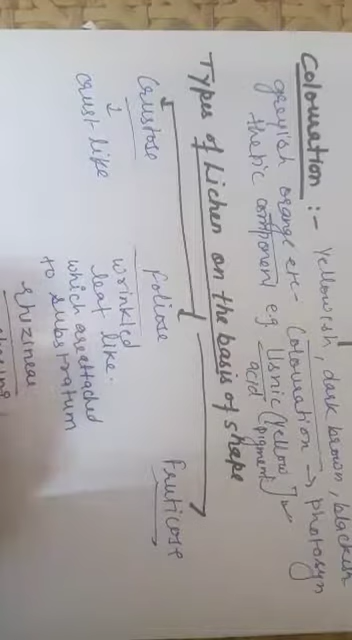 Colouration :- Yellowish, dark brown, blackish
greyish orange etc- Colouration → Photosyn
thetic component e.g. Usnic acid [Yellow pigment]
Types of Lichen on the basis of shape
Crustose
crust like
Foliose
wrinkled
leaf like.
which are attached
to substratum
rhizinea
Fruticose